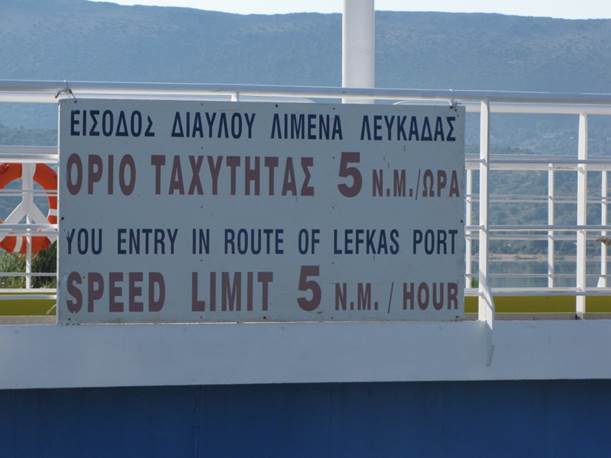 ΕΙΣΟΔΟΣ ΔΙΑΥΛΟΥ ΛΙΜΕΝΑ ΛΕΥΚΑΔΑΣ
ΟΡΙΟ ΤΑΧΥΤΗΤΑΣ 5 Ν.Μ./ΩΡΑ
YOU ENTRY IN ROUTE OF LEFKAS PORT
SPEED LIMIT 5 N.M. / HOUR